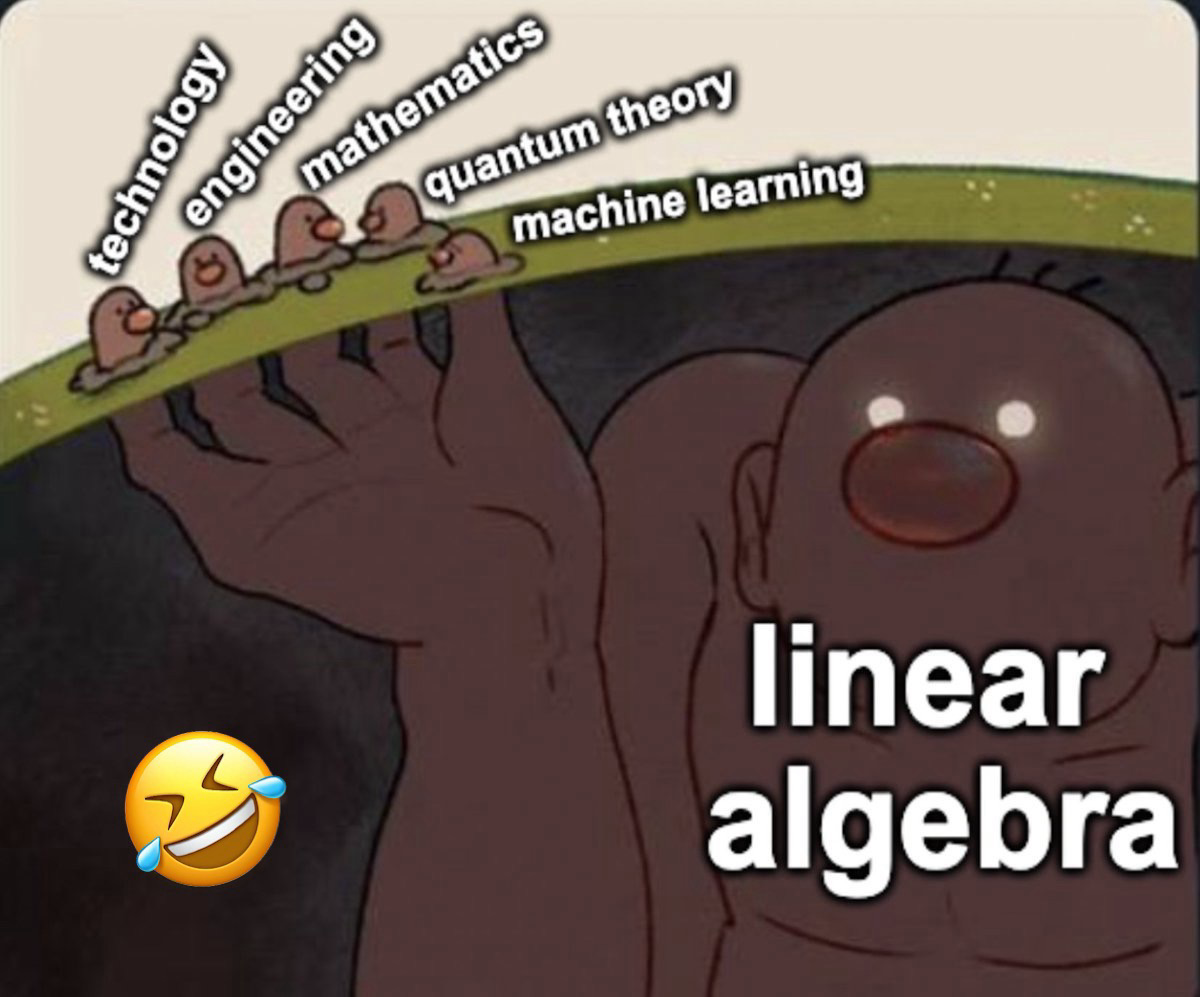 technology
engineering
mathematics
quantum theory
machine learning
linear
algebra